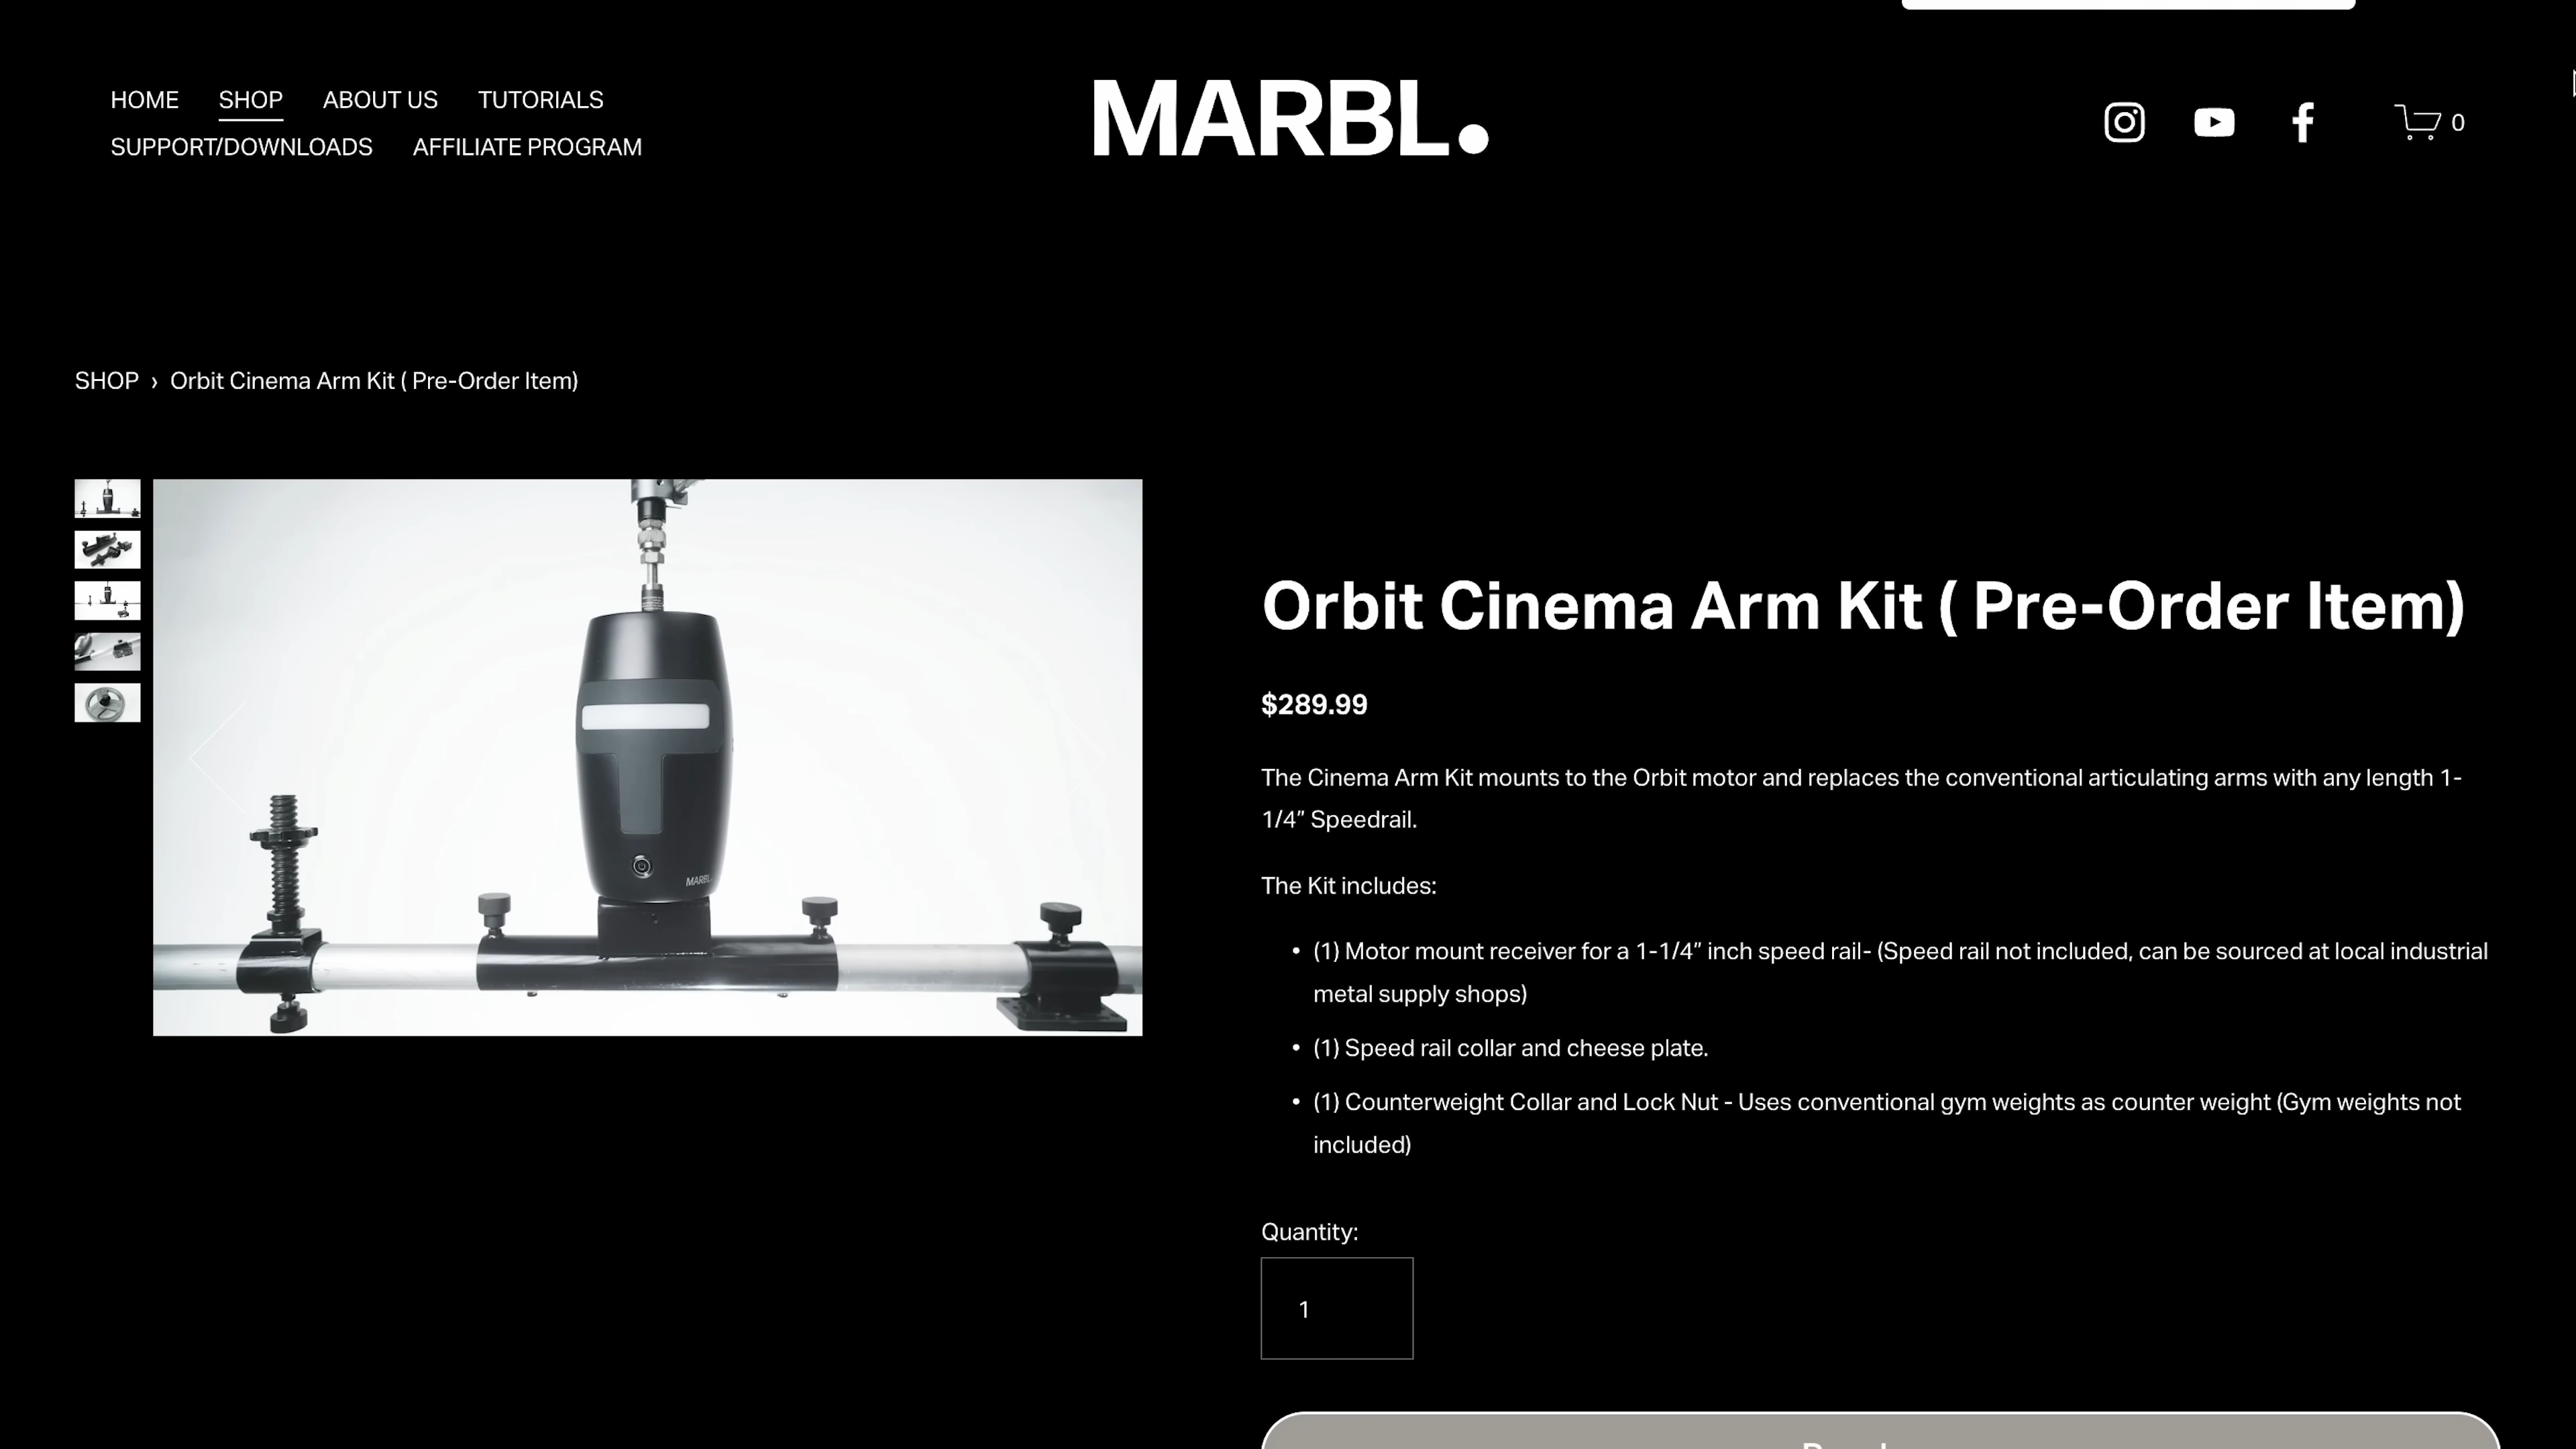 HOME SHOP ABOUT US TUTORIALS
SUPPORT/DOWNLOADS AFFILIATE PROGRAM
MARBL.
0
SHOP › Orbit Cinema Arm Kit ( Pre-Order Item)
MARBL.
Orbit Cinema Arm Kit ( Pre-Order Item)
$289.99
The Cinema Arm Kit mounts to the Orbit motor and replaces the conventional articulating arms with any length 1-
1/4” Speedrail.
The Kit includes:
• (1) Motor mount receiver for a 1-1/4” inch speed rail- (Speed rail not included, can be sourced at local industrial
metal supply shops)
• (1) Speed rail collar and cheese plate.
• (1) Counterweight Collar and Lock Nut - Uses conventional gym weights as counter weight (Gym weights not
included)
Quantity:
1